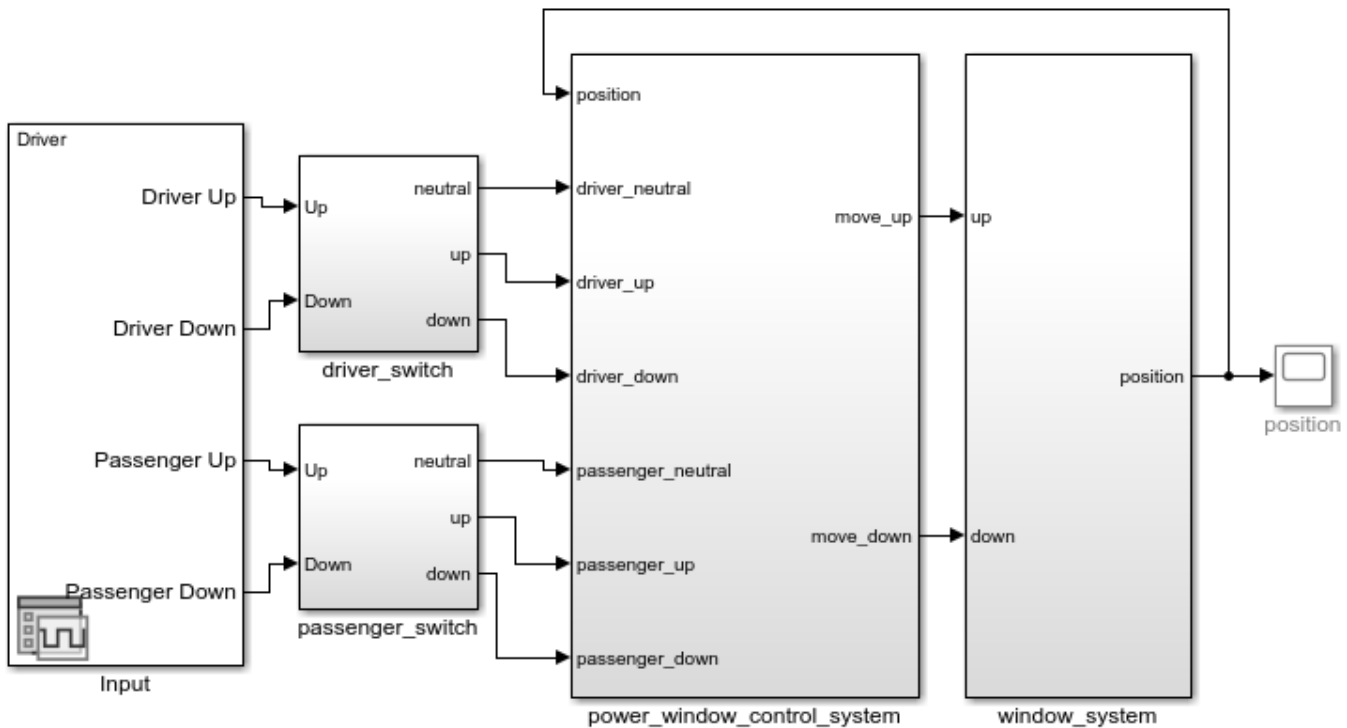 Driver
Driver Up
Driver Down
Passenger Up
Passenger Down
Input
Up
Down
neutral
up
down
driver_switch
Up
Down
neutral
up
down
passenger_switch
position
driver_neutral
driver_up
driver_down
passenger_neutral
passenger_up
passenger_down
move_up
move_down
power_window_control_system
up
down
position
window_system
position